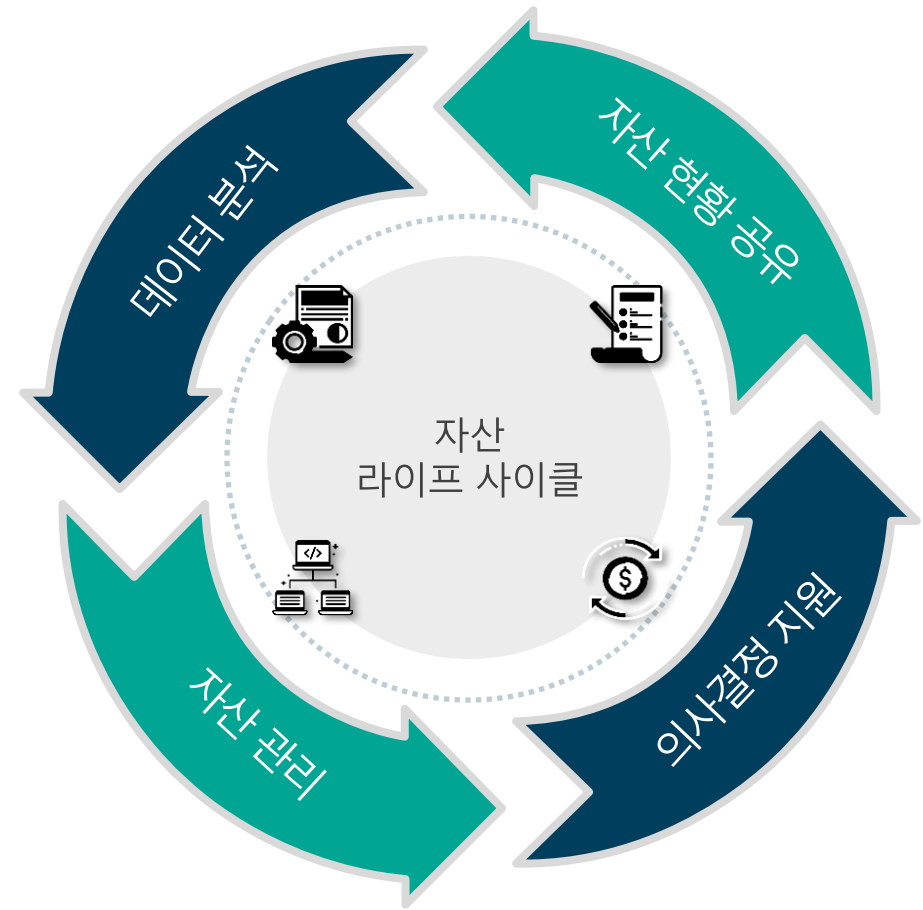 데이터 분석
자산 현황 공유
자산
라이프 사이클
</>
$
자산 관리
의사결정 지원